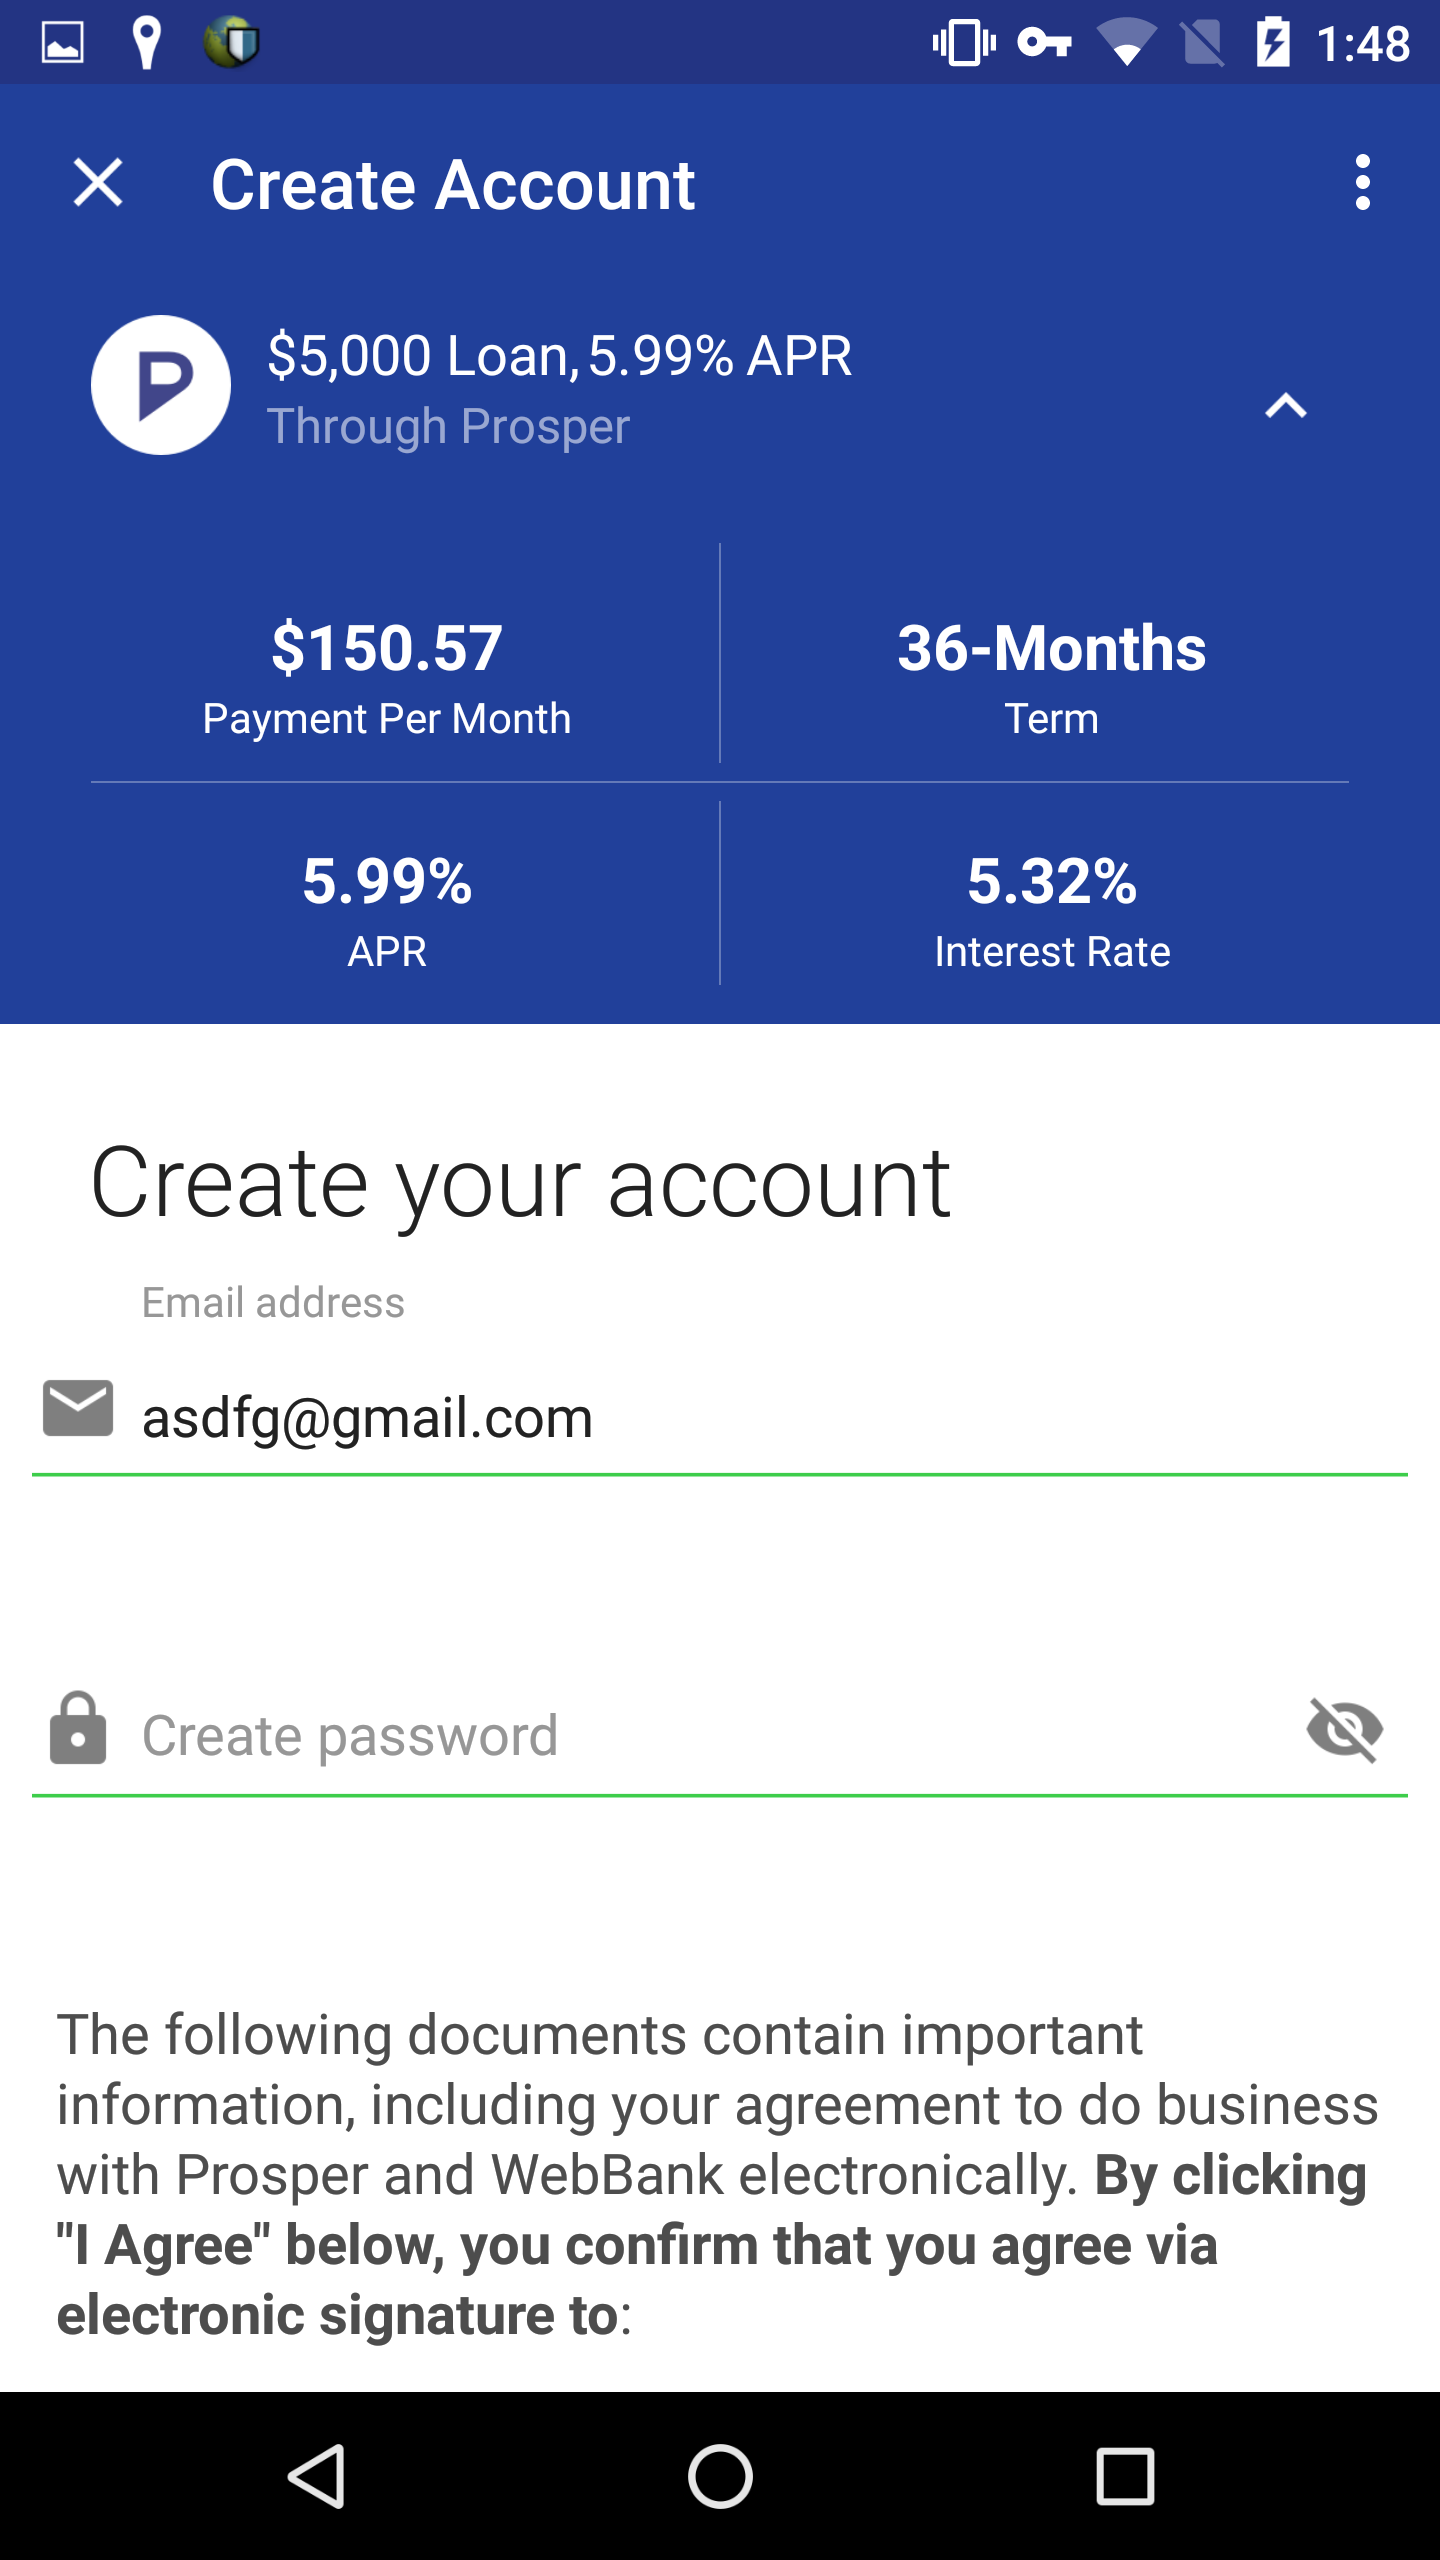 1:48
Create Account
$5,000 Loan, 5.99% APR
Through Prosper
$150.57
Payment Per Month
36-Months
Term
5.99%
APR
5.32%
Interest Rate
Create your account
Email address
asdfg@gmail.com
Create password
The following documents contain important
information, including your agreement to do business
with Prosper and WebBank electronically. By clicking
"I Agree" below, you confirm that you agree via
electronic signature to: